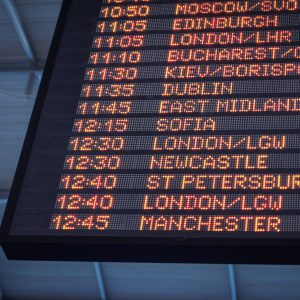 10:50 MOSCOW/SVO
11:05 EDINBURGH
11:05 LONDON/LHR
11:10 BUCHAREST/
11:30 KIEV/BORISP
11:35 DUBLIN
11:45 EAST MIDLAN
12:15 SOFIA
12:30 LONDON/LGW
12:30 NEWCASTLE
12:40 ST PETERSBUR
12:40 LONDON/LGW
12:45 MANCHESTER